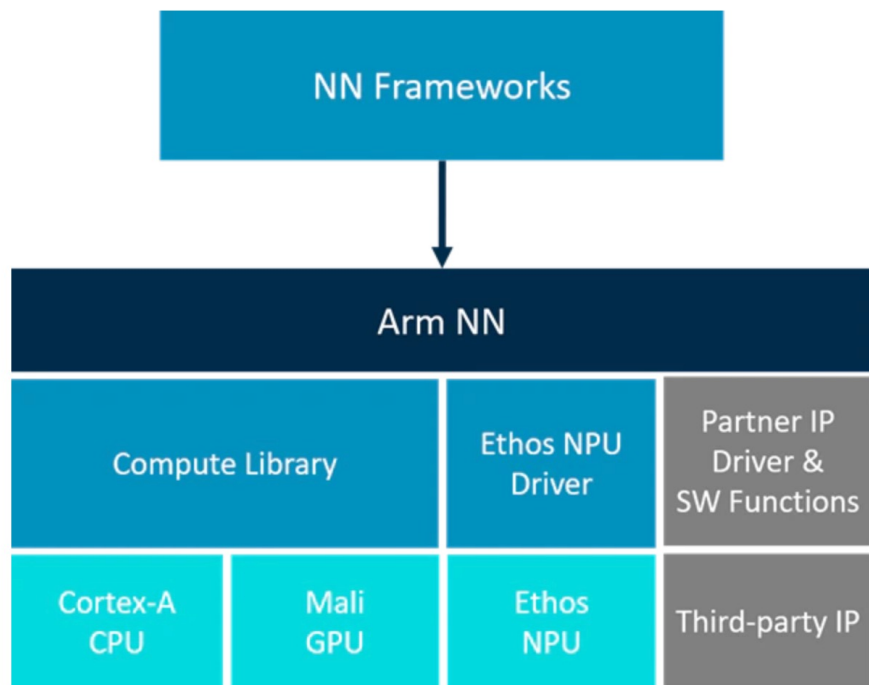 NN Frameworks
Arm NN
Compute Library
Ethos NPU
Driver
Partner IP
Driver &
SW Functions
Cortex-A
CPU
Mali
GPU
Ethos
NPU
Third-party IP